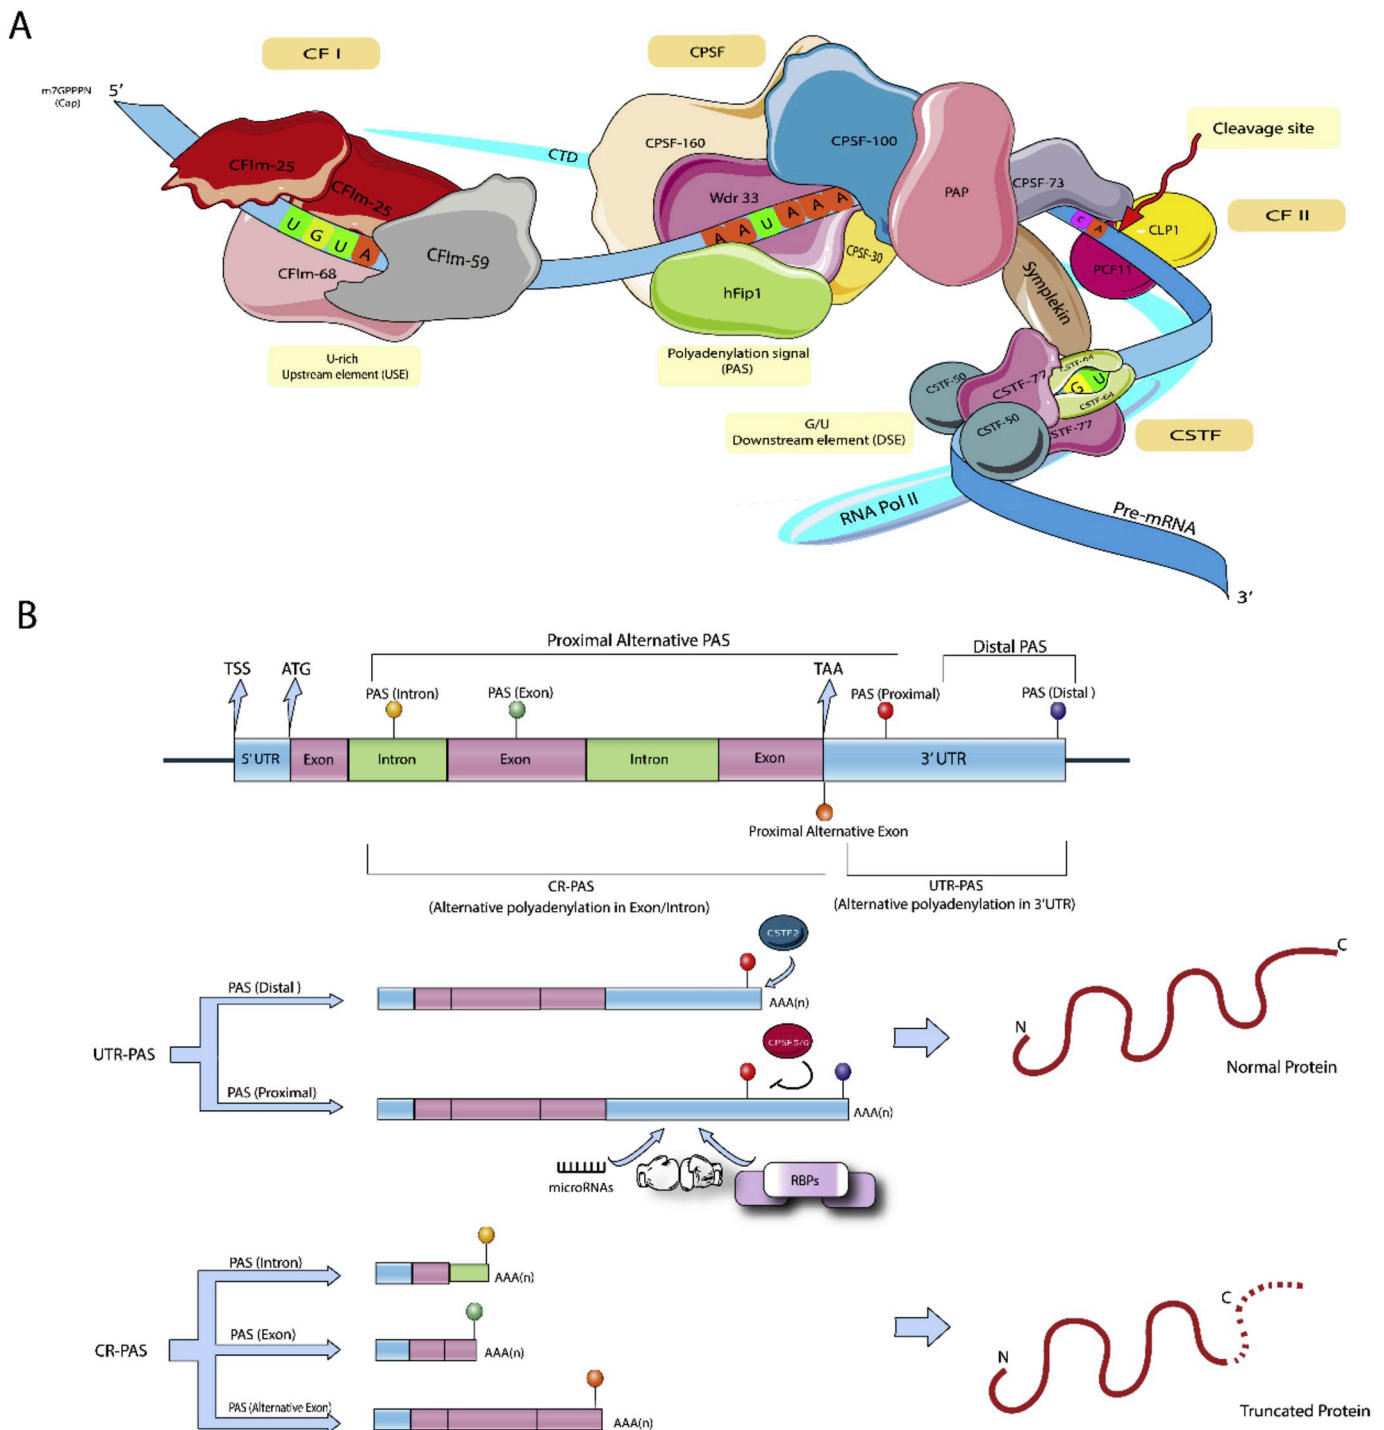 A
CF I
CPSF
m7GPPPN
(Cap)
5'
Cleavage site
CFIm-25
CFIm-25
CTD
CPSF-160
CPSF-100
Wdr 33
PAP
CPSF-73
CLP1
CF II
U G U A
A A U A A A
C A
CFIm-68
CFIm-59
CPSF-30
PCF11
hFip1
Symplekin
U-rich
Upstream element (USE)
Polyadenylation signal
(PAS)
CSTF-50
CSTF-77
CSTF-64
G U
CSTF-64
G/U
Downstream element (DSE)
CSTF-50
STF-77
CSTF
RNA Pol II
Pre-mRNA
3'
B
Proximal Alternative PAS
Distal PAS
TSS
ATG
TAA
PAS (Intron)
PAS (Exon)
PAS (Proximal)
PAS (Distal )
5' UTR
Exon
Intron
Exon
Intron
Exon
3' UTR
Proximal Alternative Exon
CR-PAS
(Alternative polyadenylation in Exon/Intron)
UTR-PAS
(Alternative polyadenylation in 3'UTR)
CSTF2
PAS (Distal )
AAA(n)
C
N
UTR-PAS
CPSF5/6
Normal Protein
PAS (Proximal)
AAA(n)
microRNAs
RBPs
PAS (Intron)
AAA(n)
PAS (Exon)
AAA(n)
CR-PAS
C
N
PAS (Alternative Exon)
AAA(n)
Truncated Protein